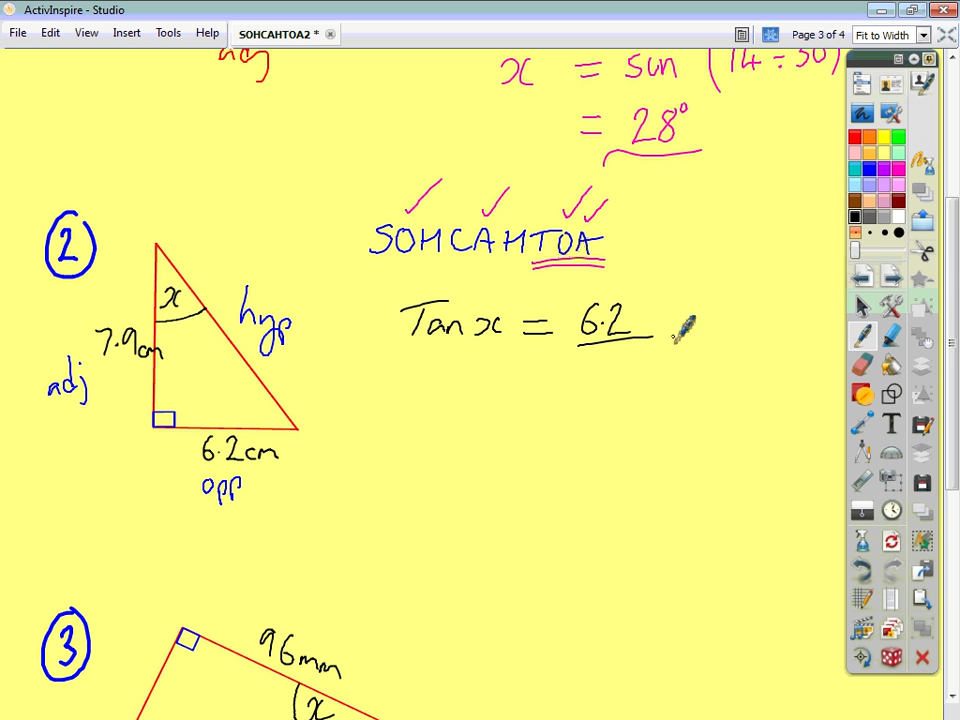 ActivInspire - Studio
File Edit View Insert Tools Help SOHCAHTOA2 * Page 3 of 4 Fit to Width
adj
x = sin (14 ÷ 30)
= 28°
SOHCAHTOA
2
x
hyp
7.9cm
adj
6.2cm
opp
Tan x = 6.2
3
96mm
x
T